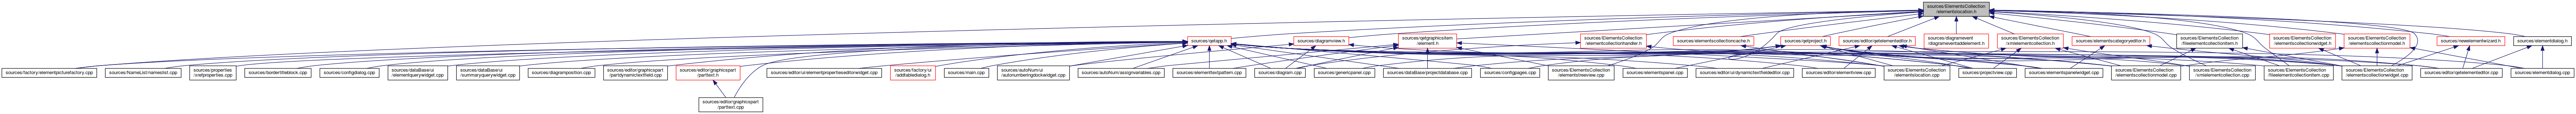 sources/ElementsCollection
/elementslocation.h
sources/qetapp.h
sources/diagramview.h
sources/qetgraphicsitem
/element.h
sources/ElementsCollection
/elementcollectionhandler.h
sources/elementscollectioncache.h
sources/qetproject.h
sources/editor/qetelementeditor.h
sources/diagramevent
/diagrameventaddelement.h
sources/ElementsCollection
/xmlelementcollection.h
sources/elementscategoryeditor.h
sources/ElementsCollection
/fileelementcollectionitem.h
sources/ElementsCollection
/elementscollectionwidget.h
sources/ElementsCollection
/elementscollectionmodel.h
sources/newelementwizard.h
sources/elementdialog.h
sources/factory/elementpicturefactory.cpp
sources/NameList/nameslist.cpp
sources/properties
/xrefproperties.cpp
sources/bordertitleblock.cpp
sources/configdialog.cpp
sources/dataBase/ui
/elementquerywidget.cpp
sources/dataBase/ui
/summaryquerywidget.cpp
sources/diagramposition.cpp
sources/editor/graphicspart
/partdynamictextfield.cpp
sources/editor/graphicspart
/parttext.h
sources/editor/ui/elementpropertieseditorwidget.cpp
sources/factory/ui
/addtabledialog.h
sources/main.cpp
sources/autoNum/ui
/autonumberingdockwidget.cpp
sources/autoNum/assignvariables.cpp
sources/elementtextpattern.cpp
sources/diagram.cpp
sources/genericpanel.cpp
sources/dataBase/projectdatabase.cpp
sources/configpages.cpp
sources/ElementsCollection
/elementstreeview.cpp
sources/elementspanel.cpp
sources/editor/ui/dynamictextfieldeditor.cpp
sources/editor/elementview.cpp
sources/ElementsCollection
/elementslocation.cpp
sources/projectview.cpp
sources/elementspanelwidget.cpp
sources/ElementsCollection
/elementscollectionmodel.cpp
sources/ElementsCollection
/xmlelementcollection.cpp
sources/ElementsCollection
/fileelementcollectionitem.cpp
sources/ElementsCollection
/elementscollectionwidget.cpp
sources/editor/qetelementeditor.cpp
sources/elementdialog.cpp
sources/editor/graphicspart
/parttext.cpp